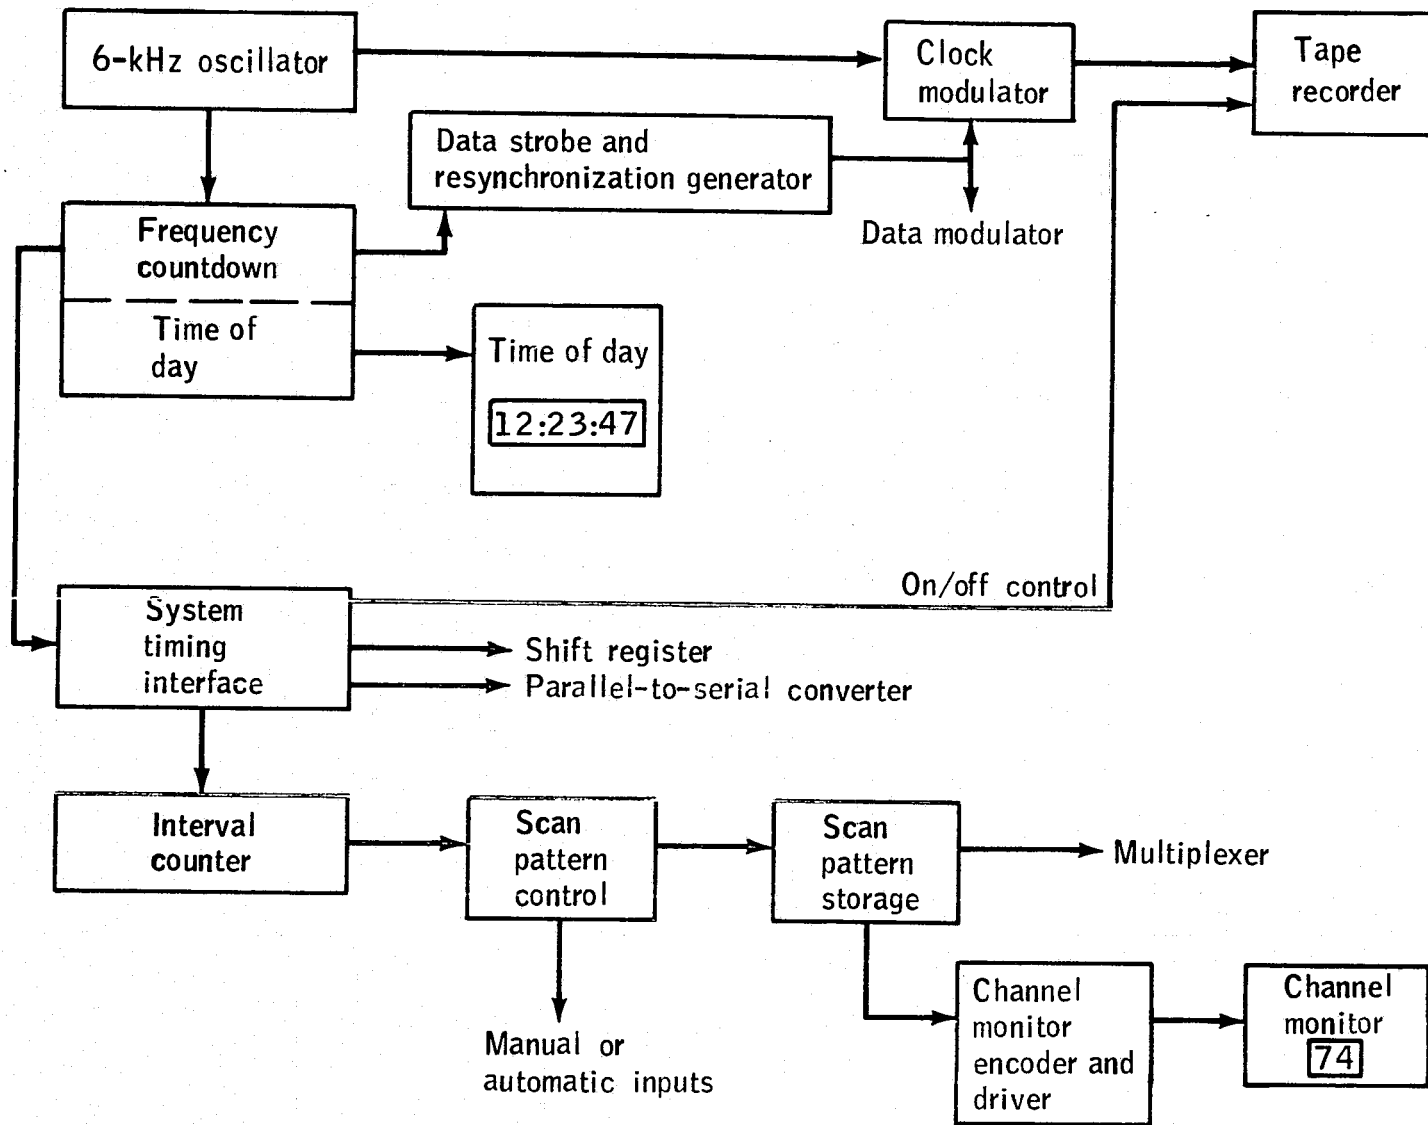 6-kHz oscillator
Clock
modulator
Tape
recorder
Data strobe and
resynchronization generator
Frequency
countdown
Data modulator
Time of
day
Time of day
12:23:47
On/off control
System
timing
interface
Shift register
Parallel-to-serial converter
Interval
counter
Scan
pattern
control
Scan
pattern
storage
Multiplexer
Manual or
automatic inputs
Channel
monitor
encoder and
driver
Channel
monitor
74